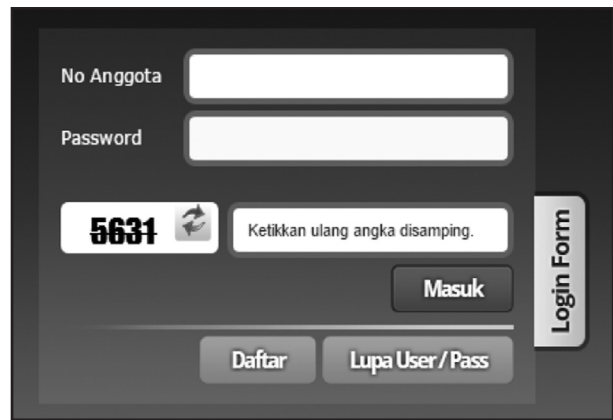 No Anggota
Password
5631
Ketikkan ulang angka disamping.
Masuk
Daftar
Lupa User / Pass
Login Form